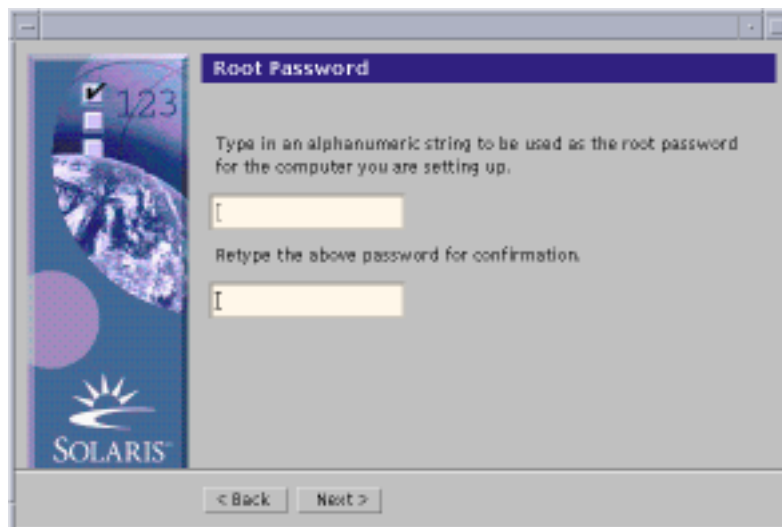 Root Password
123
Type in an alphanumeric string to be used as the root password
for the computer you are setting up.
Retype the above password for confirmation.
SOLARIS™
< Back
Next >